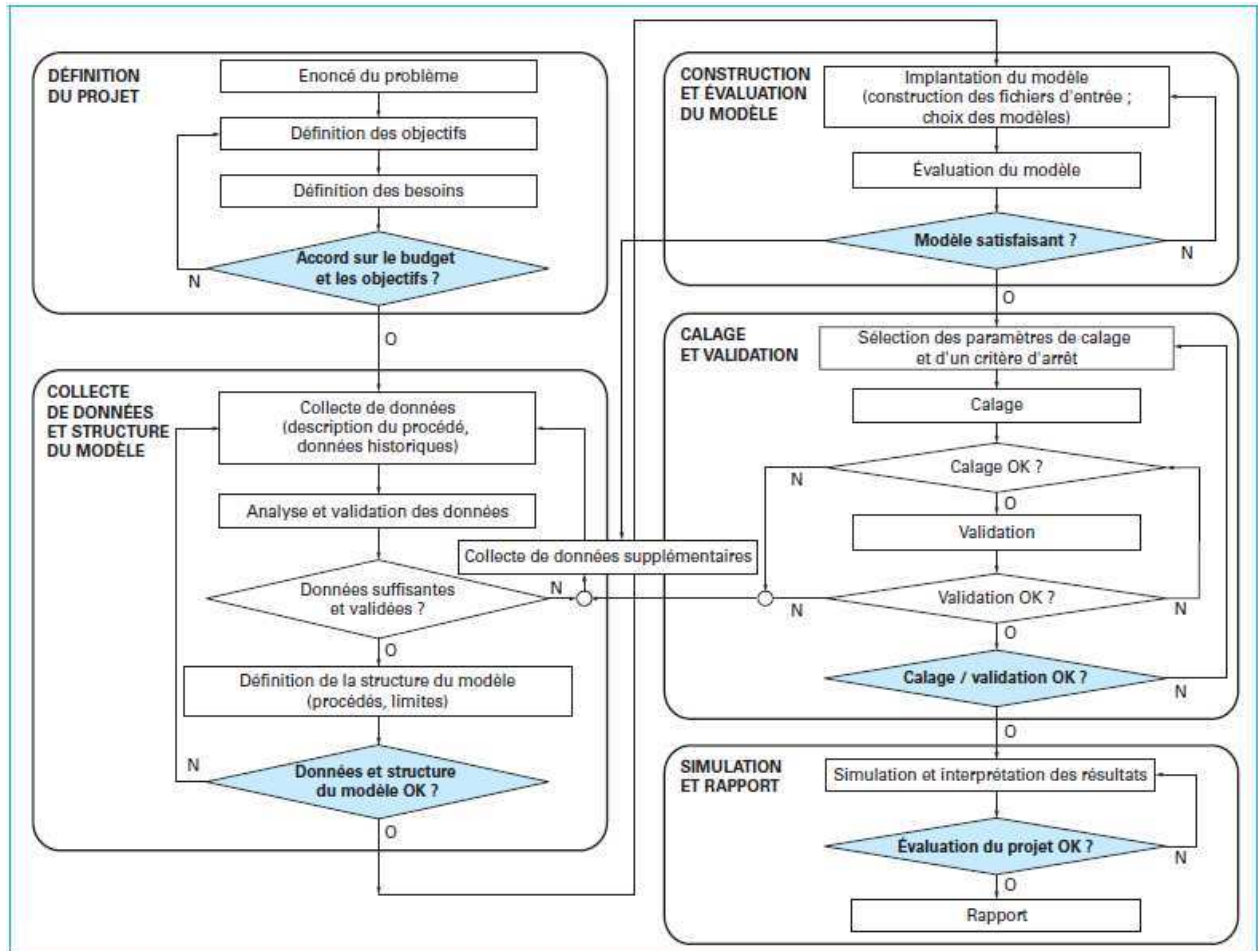 DÉFINITION
DU PROJET
Enoncé du problème
Définition des objectifs
Définition des besoins
Accord sur le budget
et les objectifs ?
N
O
COLLECTE
DE DONNÉES
ET STRUCTURE
DU MODÈLE
Collecte de données
(description du procédé,
données historiques)
Analyse et validation des données
Collecte de données supplémentaires
Données suffisantes
et validées ?
N
O
Définition de la structure du modèle
(procédés, limites)
Données et structure
du modèle OK ?
N
O
CONSTRUCTION
ET ÉVALUATION
DU MODÈLE
Implantation du modèle
(construction des fichiers d'entrée ;
choix des modèles)
Évaluation du modèle
Modèle satisfaisant ?
N
O
CALAGE
ET VALIDATION
Sélection des paramètres de calage
et d'un critère d'arrêt
Calage
Calage OK ?
N
O
Validation
Validation OK ?
N
N
O
Calage / validation OK ?
N
O
SIMULATION
ET RAPPORT
Simulation et interprétation des résultats
Évaluation du projet OK ?
N
O
Rapport